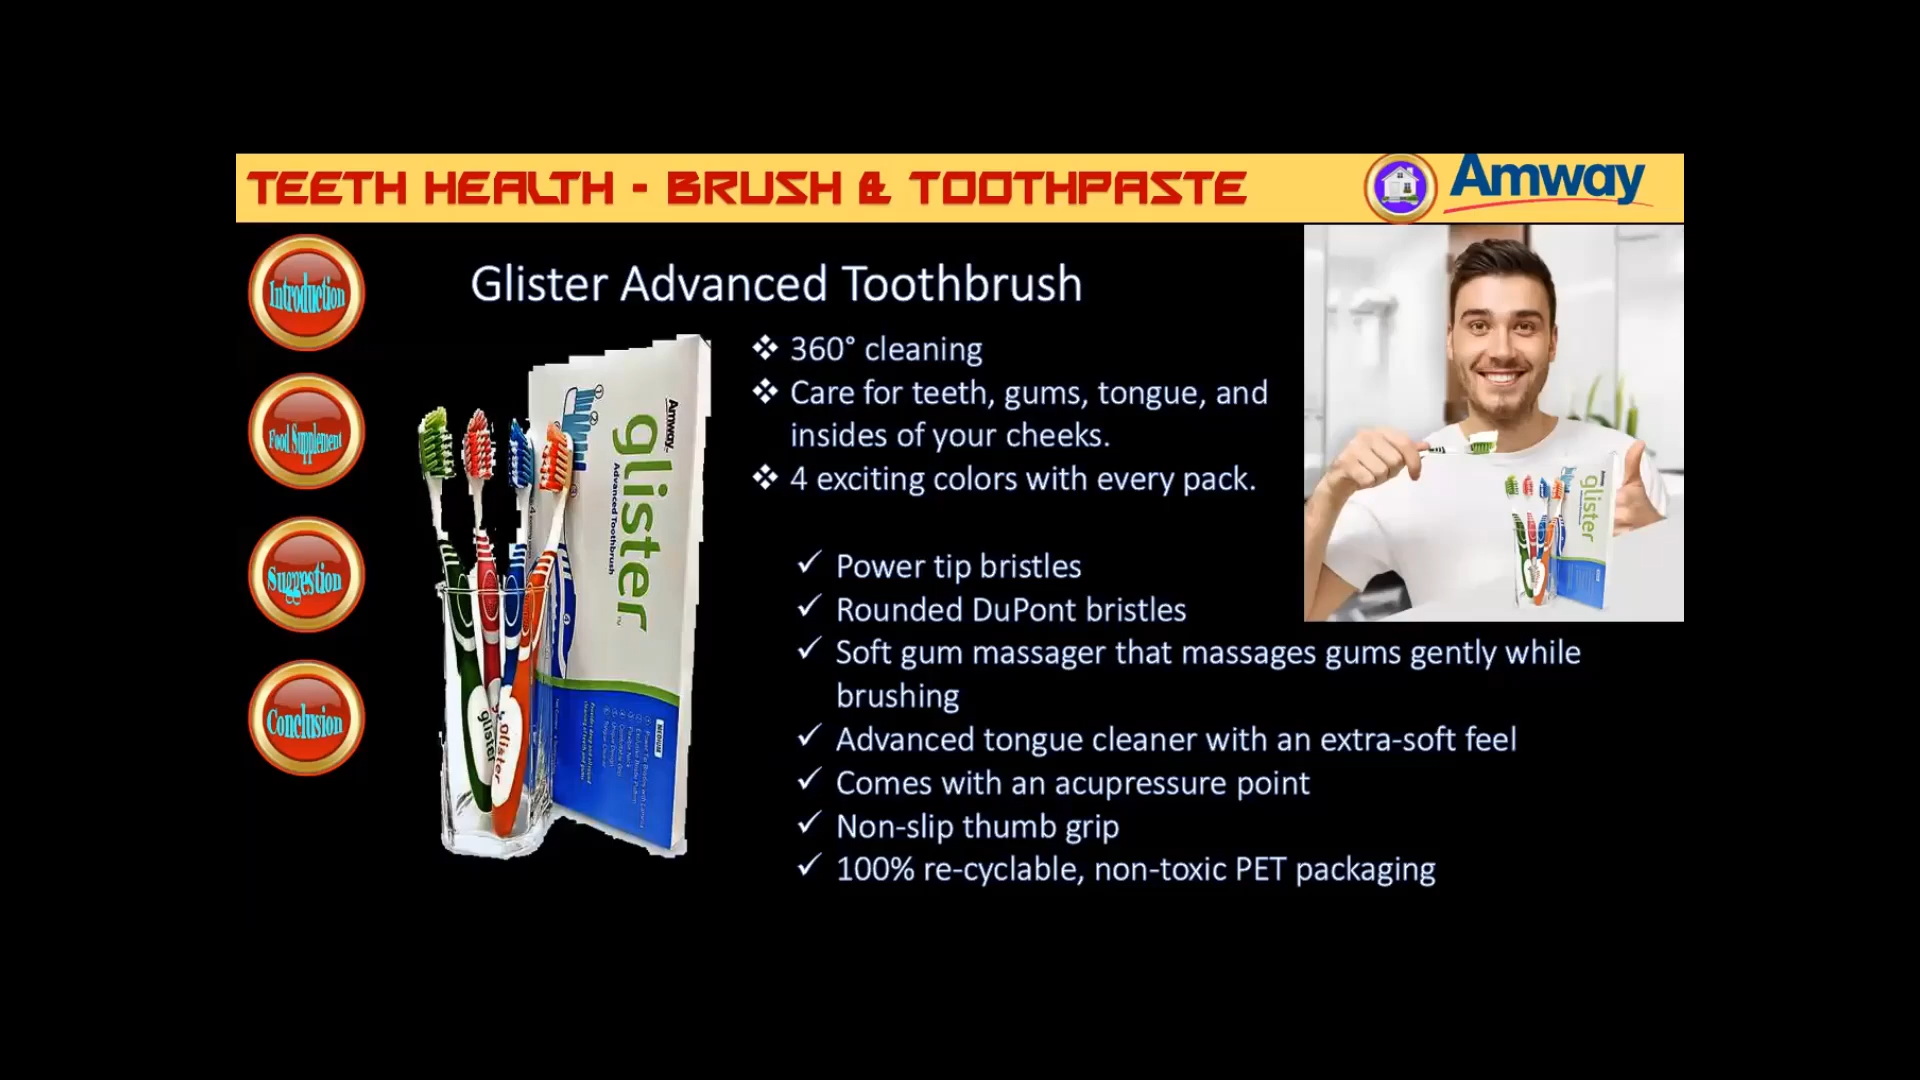 TEETH HEALTH - BRUSH & TOOTHPASTE
Amway
Introduction
Food Supplement
Suggestion
Conclusion
Glister Advanced Toothbrush
360° cleaning
Care for teeth, gums, tongue, and
insides of your cheeks.
4 exciting colors with every pack.
Power tip bristles
Rounded DuPont bristles
Soft gum massager that massages gums gently while
brushing
Advanced tongue cleaner with an extra-soft feel
Comes with an acupressure point
Non-slip thumb grip
100% re-cyclable, non-toxic PET packaging
Amway
glister
Advanced Toothbrush
MEDIUM
glister
glister
glister